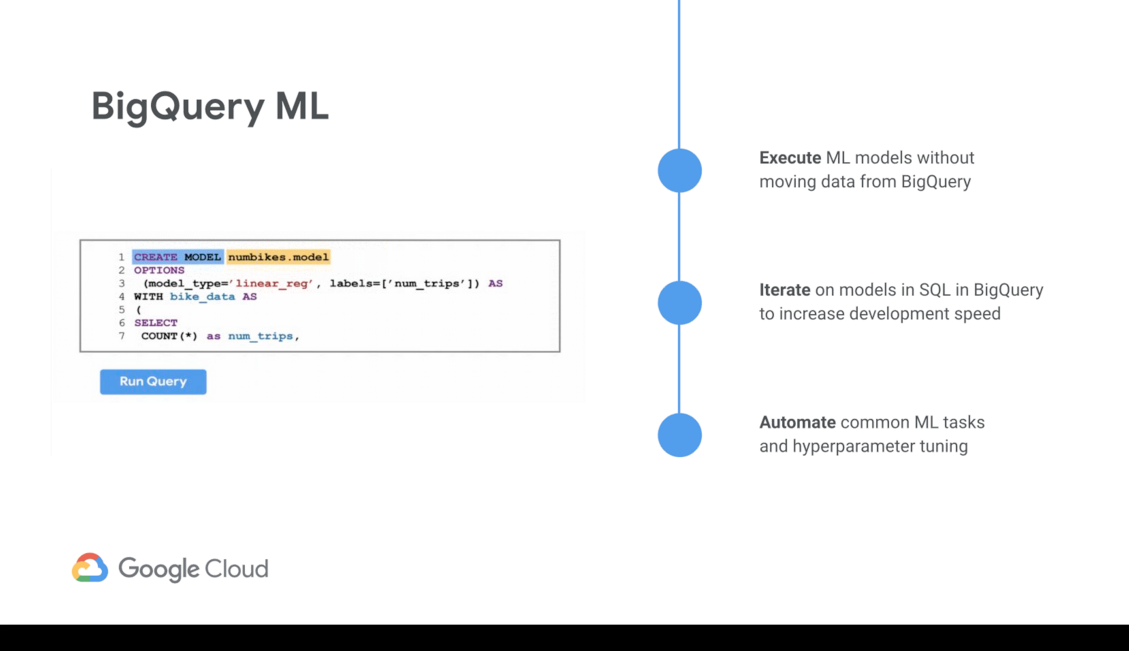 BigQuery ML
1 CREATE MODEL numbikes.model
2 OPTIONS
3 (model_type='linear_reg', labels=['num_trips']) AS
4 WITH bike_data AS
5 (
6 SELECT
7 COUNT(*) as num_trips,
Run Query
Execute ML models without
moving data from BigQuery
Iterate on models in SQL in BigQuery
to increase development speed
Automate common ML tasks
and hyperparameter tuning
Google Cloud